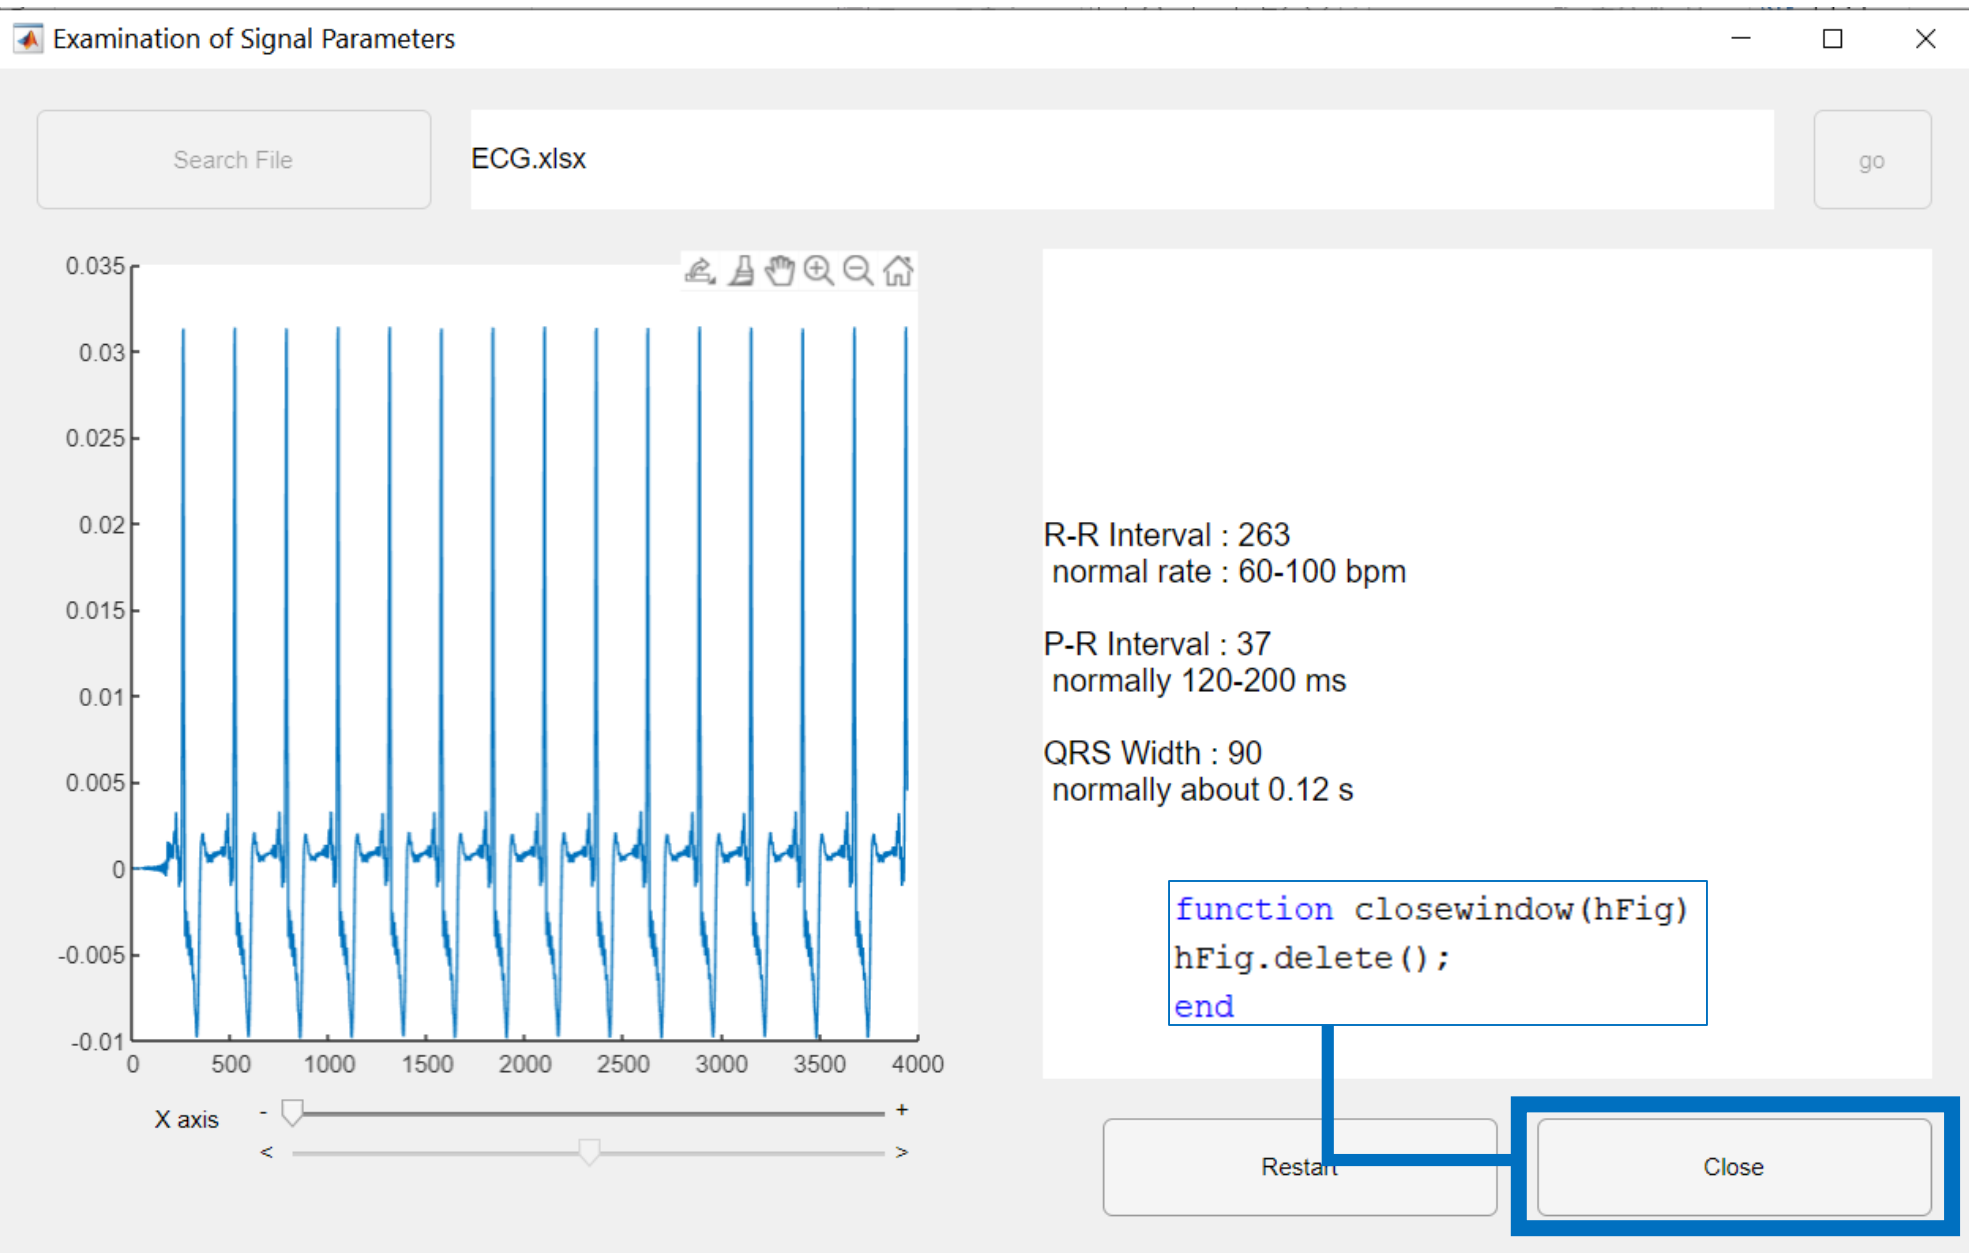 Examination of Signal Parameters
Search File
ECG.xlsx
go
0.035
0.03
0.025
0.02
0.015
0.01
0.005
0
-0.005
-0.01
0 500 1000 1500 2000 2500 3000 3500 4000
X axis - +
< >
R-R Interval : 263
normal rate : 60-100 bpm
P-R Interval : 37
normally 120-200 ms
QRS Width : 90
normally about 0.12 s
function closewindow(hFig)
hFig.delete();
end
Restart
Close